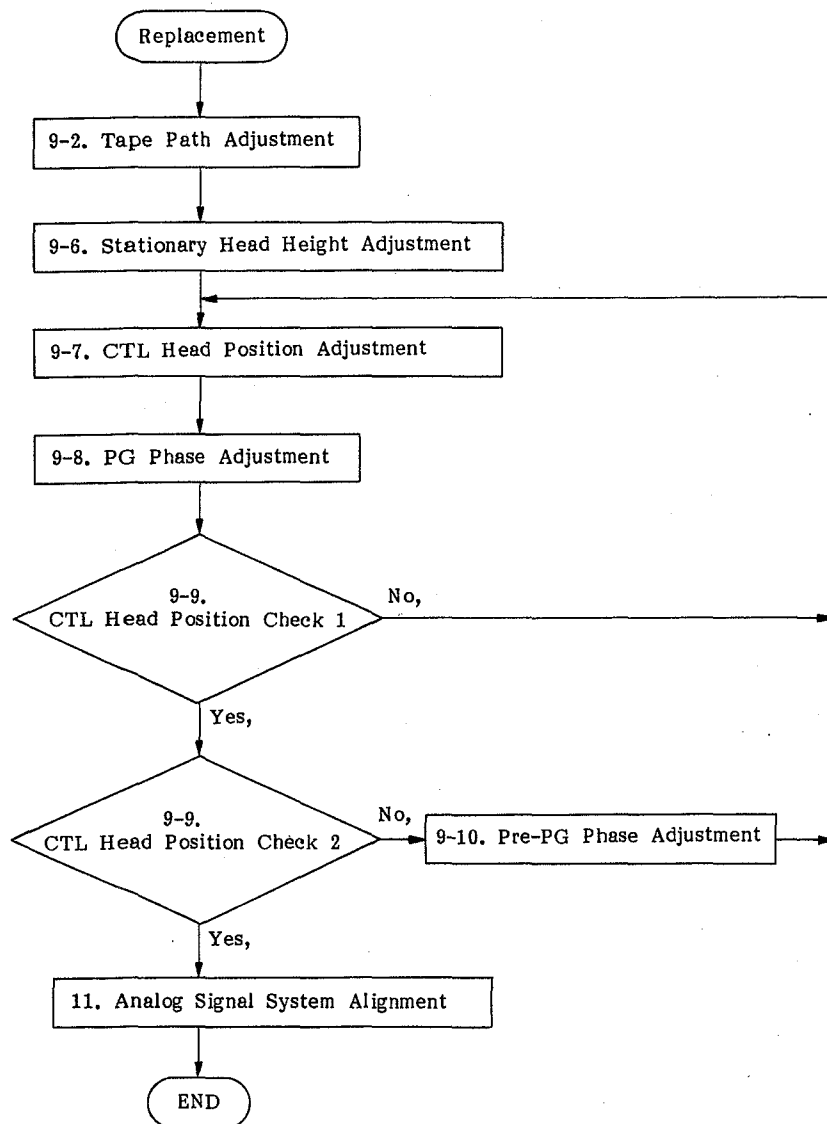 Replacement
9-2. Tape Path Adjustment
9-6. Stationary Head Height Adjustment
9-7. CTL Head Position Adjustment
9-8. PG Phase Adjustment
9-9.
CTL Head Position Check 1
No,
Yes,
9-9.
CTL Head Position Check 2
No,
9-10. Pre-PG Phase Adjustment
Yes,
11. Analog Signal System Alignment
END